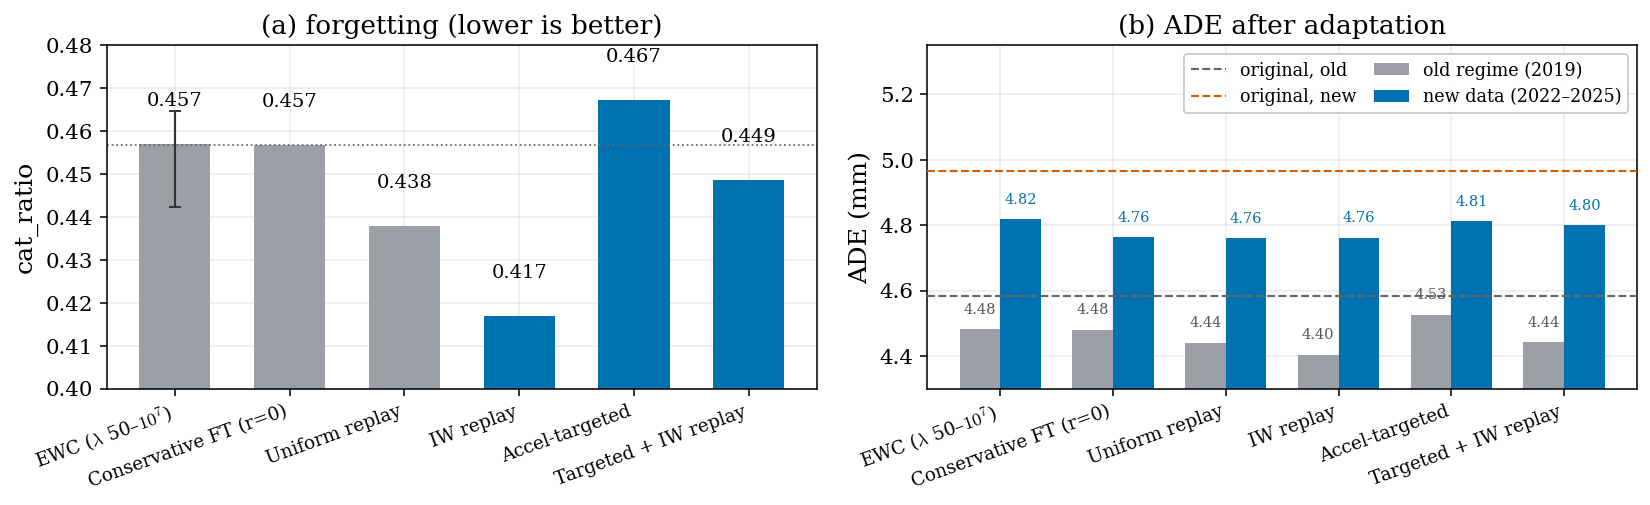 (a) forgetting (lower is better)
cat_ratio
0.48
0.47
0.46
0.45
0.44
0.43
0.42
0.41
0.40
0.457
0.457
0.438
0.417
0.467
0.449
EWC (λ 50–10⁷)
Conservative FT (r=0)
Uniform replay
IW replay
Accel-targeted
Targeted + IW replay
(b) ADE after adaptation
ADE (mm)
5.2
5.0
4.8
4.6
4.4
original, old
original, new
old regime (2019)
new data (2022–2025)
4.48
4.82
4.48
4.76
4.44
4.76
4.40
4.76
4.53
4.81
4.44
4.80
EWC (λ 50–10⁷)
Conservative FT (r=0)
Uniform replay
IW replay
Accel-targeted
Targeted + IW replay